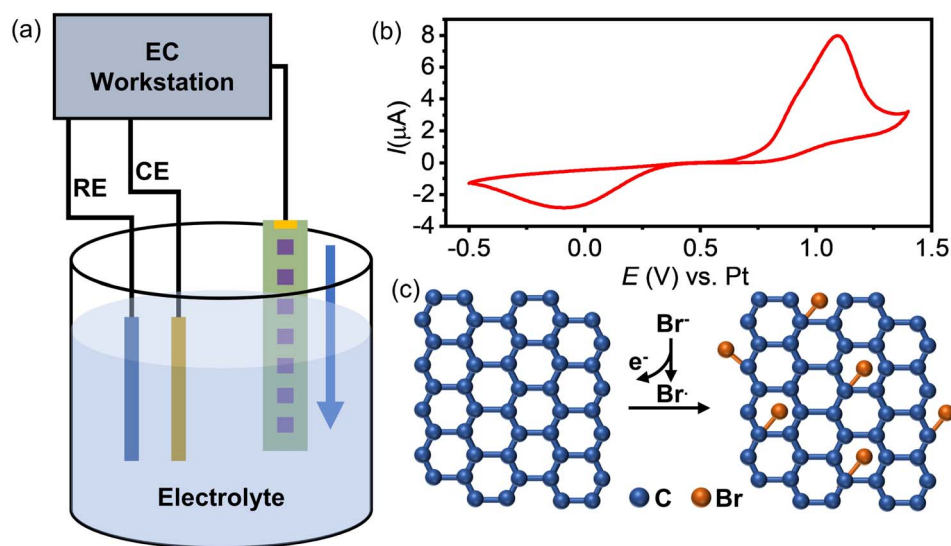 (a)
EC
Workstation
RE
CE
Electrolyte
(b)
8
6
4
2
0
-2
-4
I(μA)
-0.5
0.0
0.5
1.0
1.5
E (V) vs. Pt
(c)
Br-
e-
Br·
C
Br